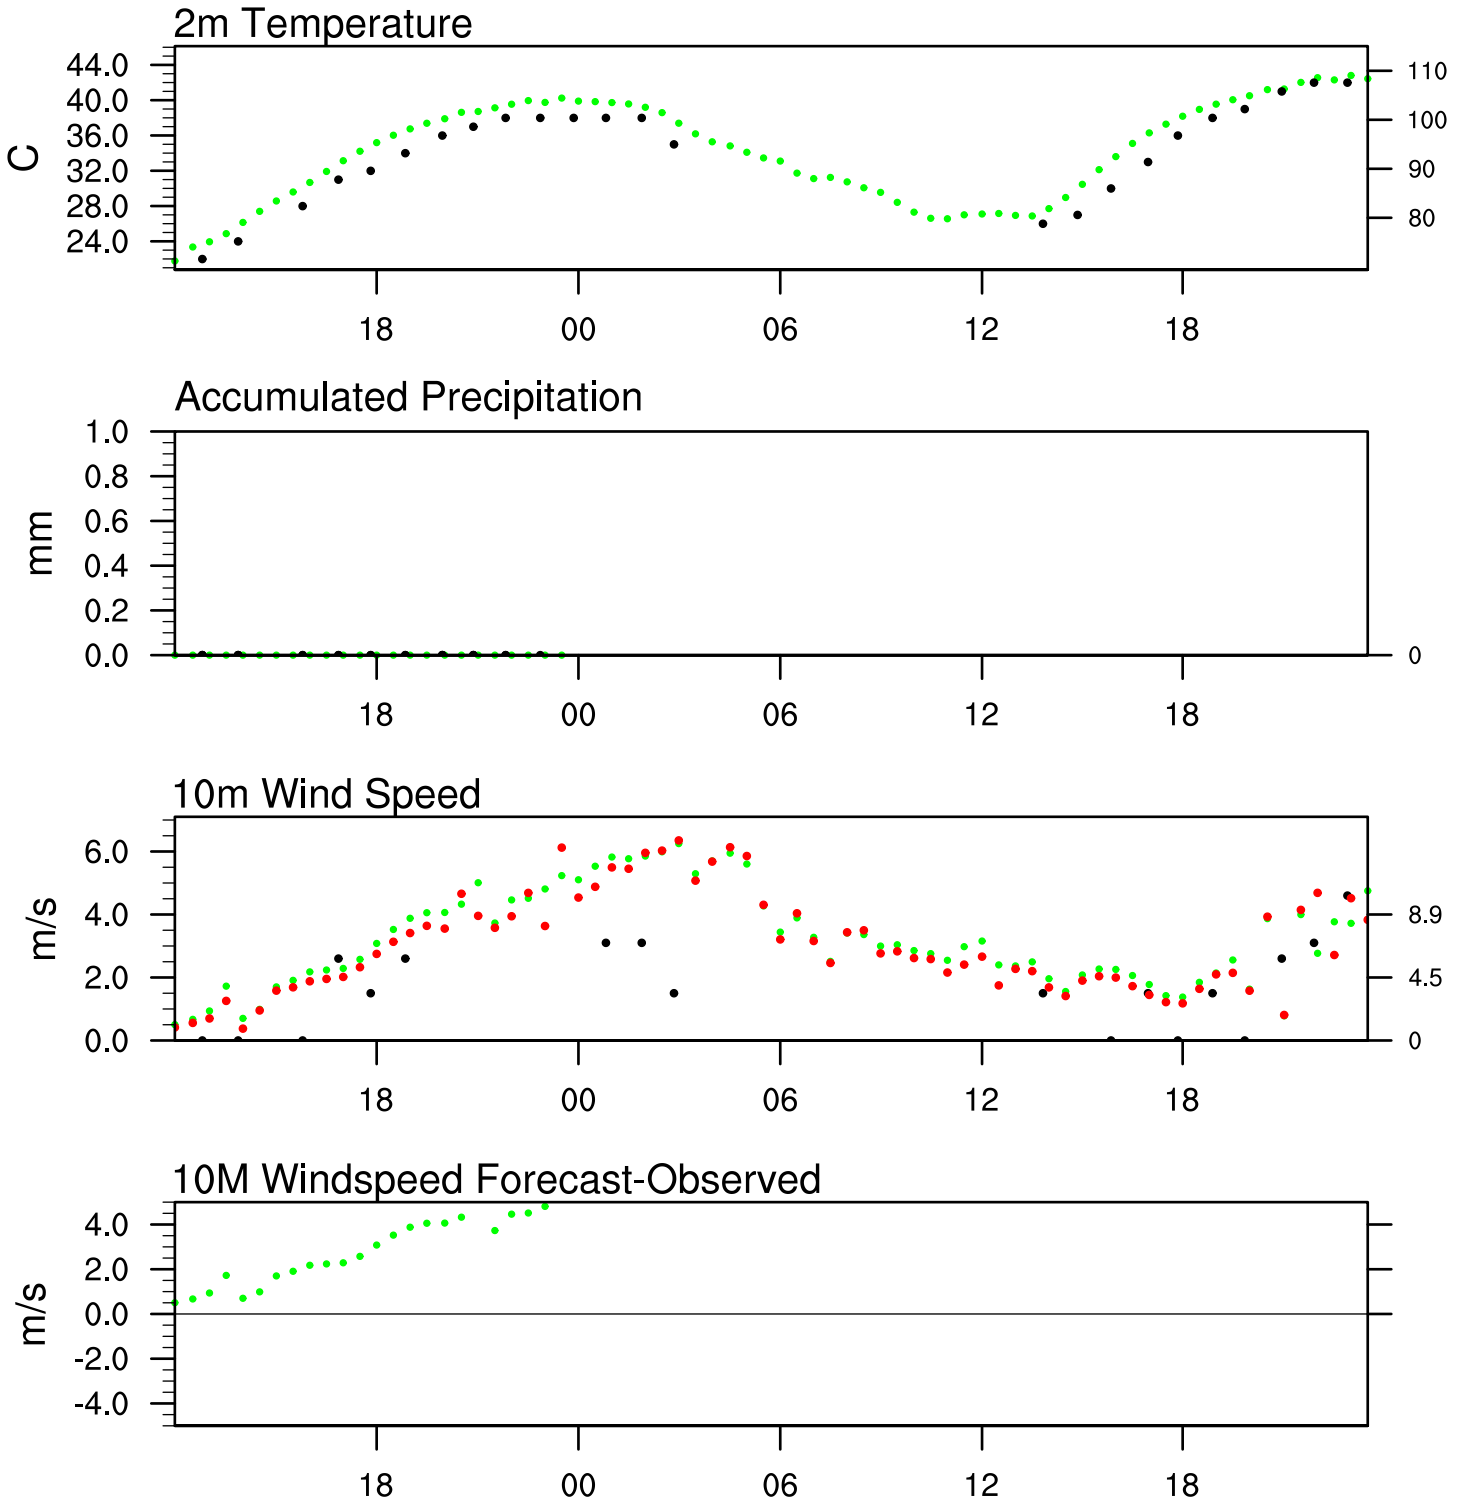 2m Temperature
44.0
40.0
36.0
32.0
28.0
24.0
C
110
100
90
80
18 00 06 12 18
Accumulated Precipitation
1.0
0.8
0.6
0.4
0.2
0.0
mm
0
18 00 06 12 18
10m Wind Speed
6.0
4.0
2.0
0.0
m/s
8.9
4.5
0
18 00 06 12 18
10M Windspeed Forecast-Observed
4.0
2.0
0.0
-2.0
-4.0
m/s
18 00 06 12 18